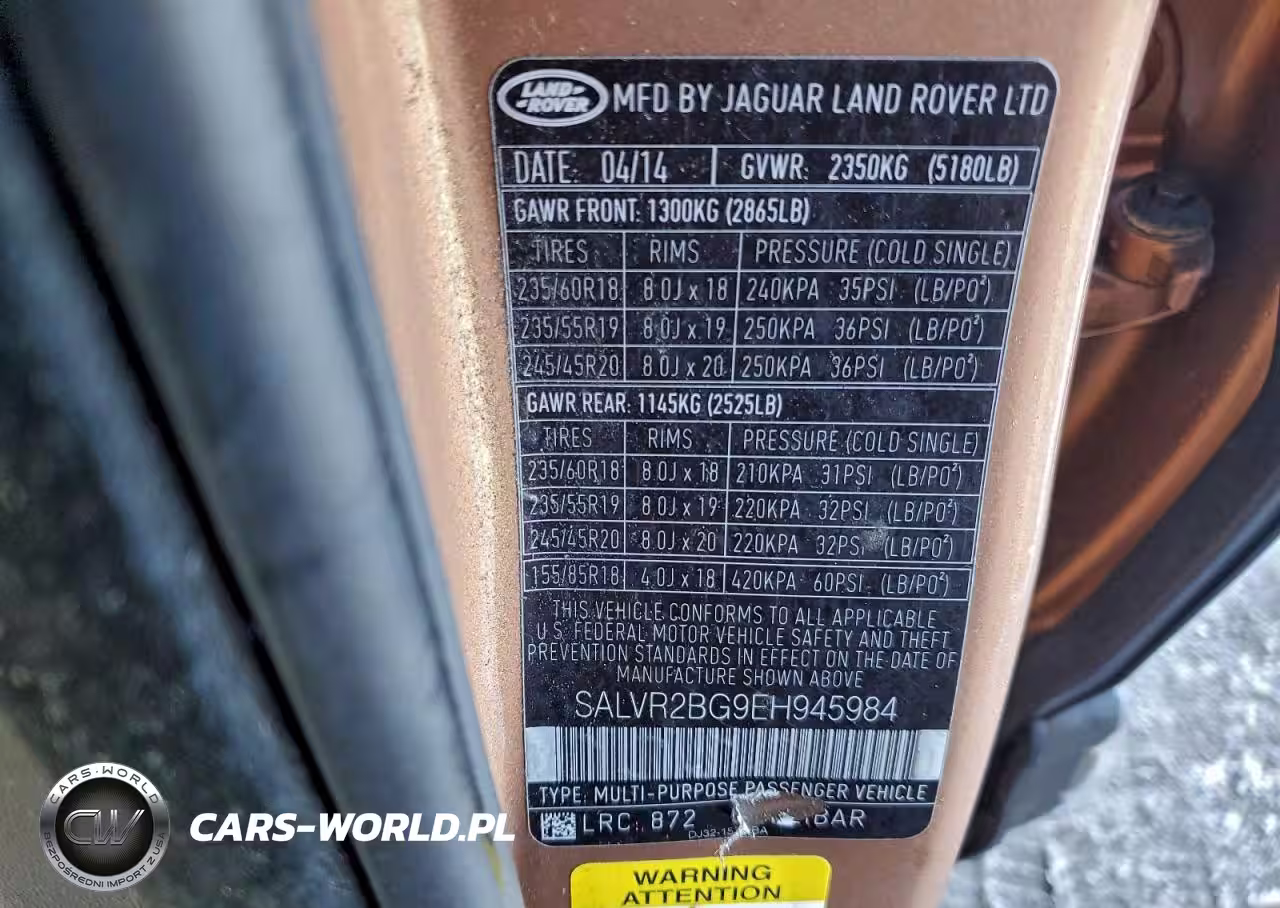 LAND-ROVER MFD BY JAGUAR LAND ROVER LTD
DATE: 04/14 GVWR: 2350KG (5180LB)
GAWR FRONT: 1300KG (2865LB)
TIRES RIMS PRESSURE (COLD SINGLE)
235/60R18 8.0J x 18 240KPA 35PSI (LB/PO²)
235/55R19 8.0J x 19 250KPA 36PSI (LB/PO²)
245/45R20 8.0J x 20 250KPA 36PSI (LB/PO²)
GAWR REAR: 1145KG (2525LB)
TIRES RIMS PRESSURE (COLD SINGLE)
235/60R18 8.0J x 18 210KPA 31PSI (LB/PO²)
235/55R19 8.0J x 19 220KPA 32PSI (LB/PO²)
245/45R20 8.0J x 20 220KPA 32PSI (LB/PO²)
155/85R18 4.0J x 18 420KPA 60PSI (LB/PO²)
THIS VEHICLE CONFORMS TO ALL APPLICABLE
U.S. FEDERAL MOTOR VEHICLE SAFETY AND THEFT
PREVENTION STANDARDS IN EFFECT ON THE DATE OF
MANUFACTURE SHOWN ABOVE
SALVR2BG9EH945984
TYPE: MULTI-PURPOSE PASSENGER VEHICLE
LRC: 872 BAR
WARNING
ATTENTION
CARS-WORLD
CW
BEZPOŚREDNI IMPORT Z USA
CARS-WORLD.PL